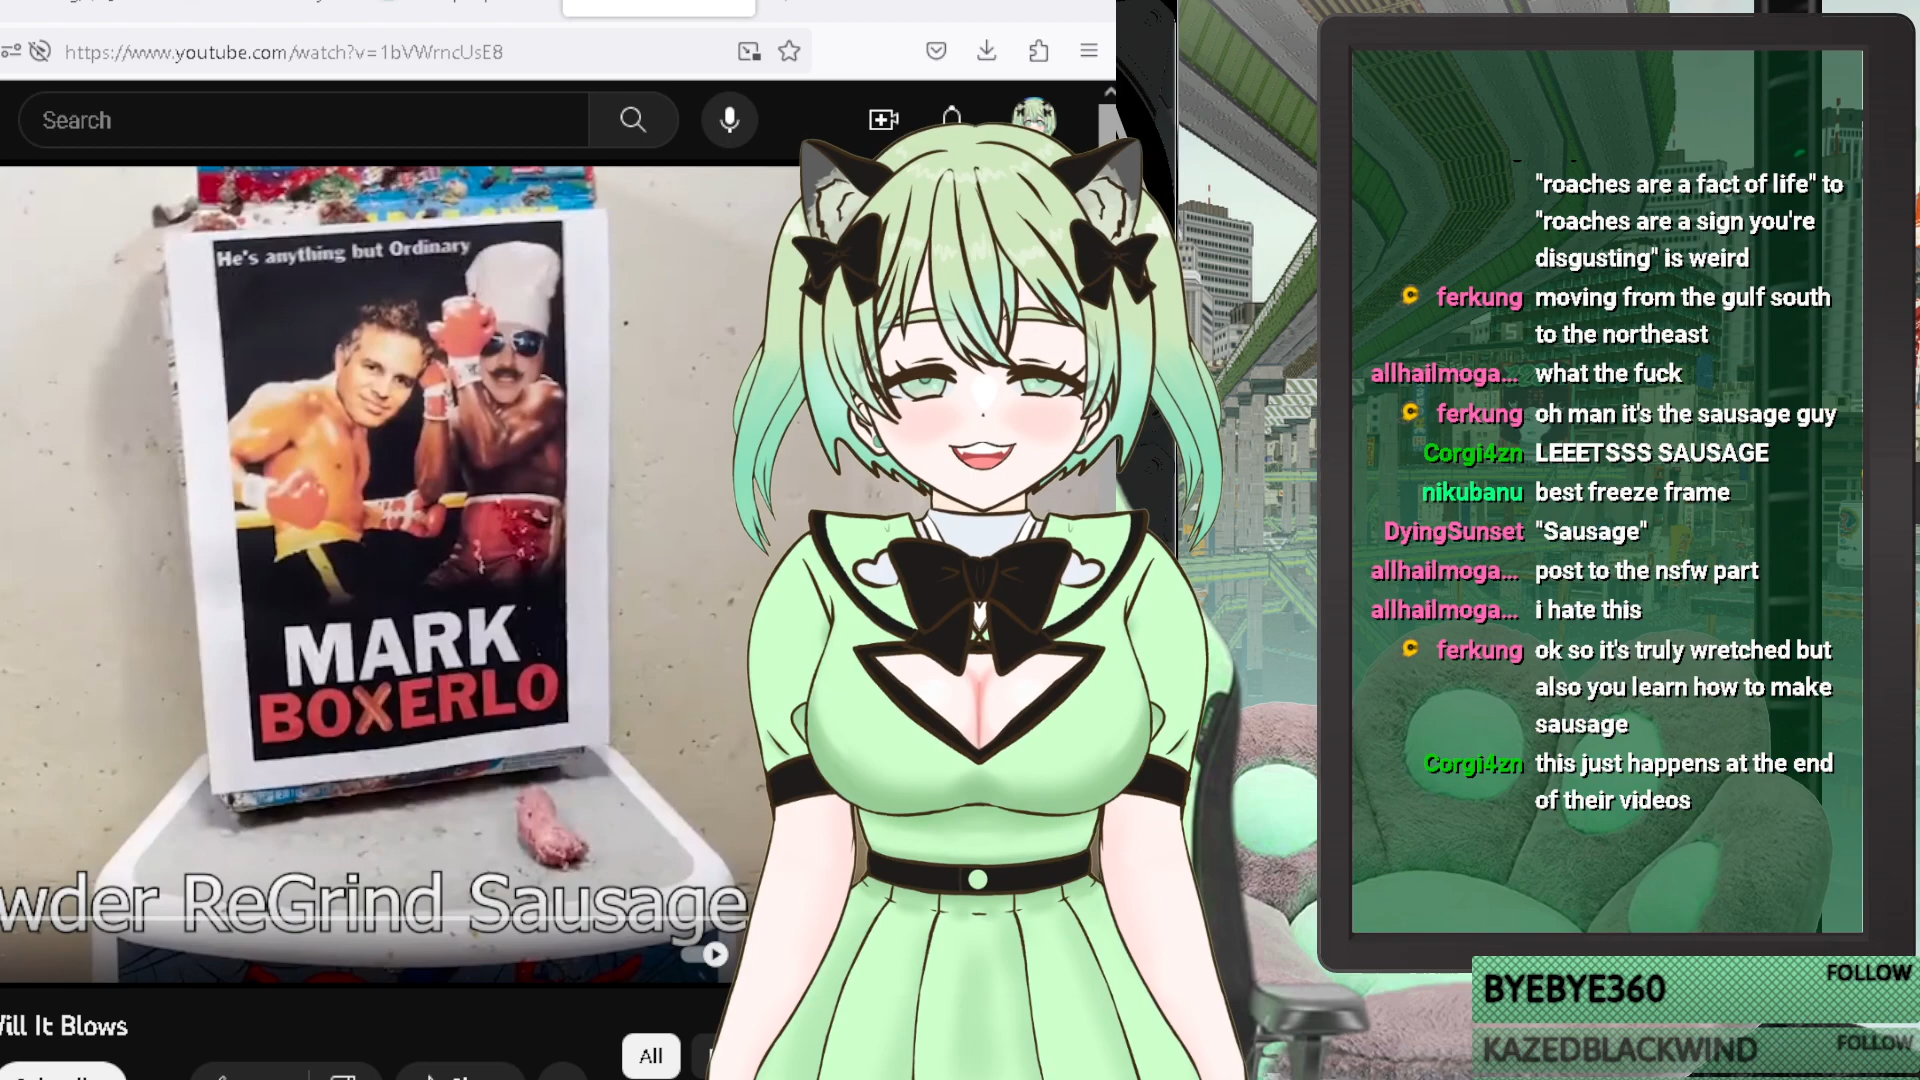 https://www.youtube.com/watch?v=1bVWrncUsE8
Search
He's anything but Ordinary
MARK
BOXERLO
ReGrind Sausage
It Blows
All
"roaches are a fact of life" to
"roaches are a sign you're
disgusting" is weird
ferkung moving from the gulf south
to the northeast
allhailmoga... what the fuck
ferkung oh man it's the sausage guy
Corgi4zn LEEETSSS SAUSAGE
nikubanu best freeze frame
DyingSunset "Sausage"
allhailmoga... post to the nsfw part
allhailmoga... i hate this
ferkung ok so it's truly wretched but
also you learn how to make
sausage
Corgi4zn this just happens at the end
of their videos
BYEBYE360 FOLLOW
KAZEDBLACKWIND FOLLOW